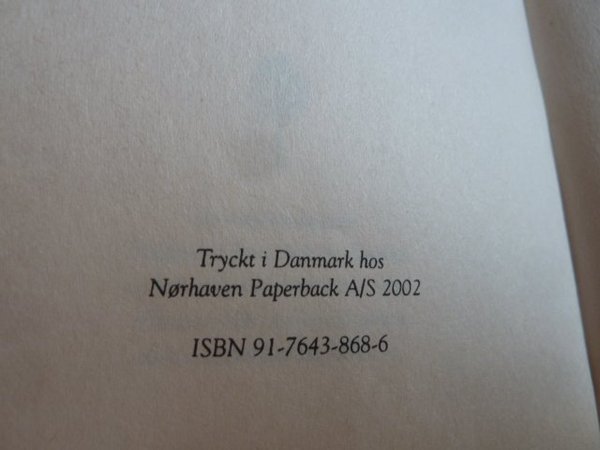 Tryckt i Danmark hos
Nørhaven Paperback A/S 2002
ISBN 91-7643-868-6